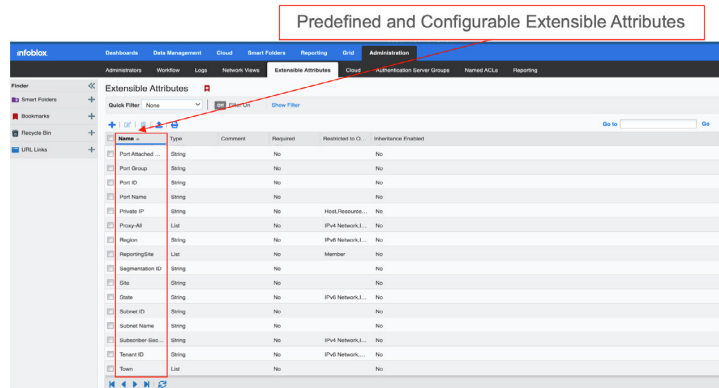 Predefined and Configurable Extensible Attributes
Infoblox
Dashboards Data Management Cloud Smart Folders Reporting Grid Administration
Administrators Workflow Logs Network Views Extensible Attributes Cloud Authentication Server Groups Named ACLs Reporting
Finder
Smart Folders
Bookmarks
Recycle Bin
URL Links
Extensible Attributes
Quick Filter None Off Filter On Show Filter
Go to Go
Name Type Comment Required Restricted to O... Inheritance Enabled
Port Attached ... String No No
Port Group String No No
Port ID String No No
Port Name String No No
Private IP String No Host,Resource... No
Proxy-All List No IPv4 Network,I... No
Region String No IPv6 Network,I... No
ReportingSite List No Member No
Segmentation ID String No No
Site String No No
State String No IPv6 Network,I... No
Subnet ID String No No
Subnet Name String No No
Subscriber-Sec... String No IPv4 Network,I... No
Tenant ID String No IPv6 Network,... No
Town List No No